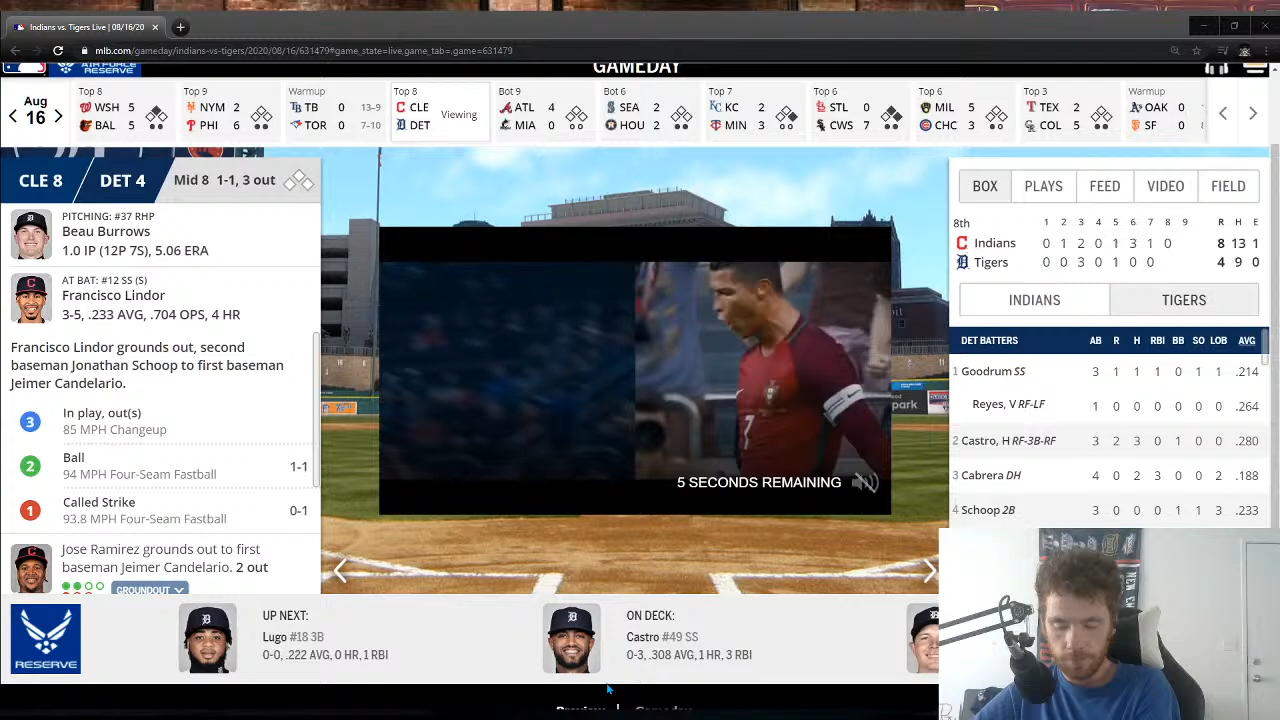 Indians vs. Tigers Live | 08/16/20
mlb.com/gameday/indians-vs-tigers/2020/08/16/631479#game_state=live,game_tab=,game=631479
AIR FORCE
RESERVE
GAMEDAY
Aug
16
Top 8
WSH 5
BAL 5
Top 9
NYM 2
PHI 6
Warmup
TB 0 13-9
TOR 0 7-10
Top 8
CLE
DET
Viewing
Bot 9
ATL 4
MIA 0
Bot 6
SEA 2
HOU 2
Top 7
KC 2
MIN 3
Top 6
STL 0
CWS 7
Top 6
MIL 5
CHC 3
Top 3
TEX 2
COL 5
Warmup
OAK 0
SF 0
CLE 8
DET 4
Mid 8 1-1, 3 out
PITCHING: #37 RHP
Beau Burrows
1.0 IP (12P 7S), 5.06 ERA
AT BAT: #12 SS (S)
Francisco Lindor
3-5, .233 AVG, .704 OPS, 4 HR
Francisco Lindor grounds out, second
baseman Jonathan Schoop to first baseman
Jeimer Candelario.
3
In play, out(s)
85 MPH Changeup
2
Ball
94 MPH Four-Seam Fastball 1-1
1
Called Strike
93.8 MPH Four-Seam Fastball 0-1
Jose Ramirez grounds out to first
baseman Jeimer Candelario. 2 out
GROUNDOUT
7
5 SECONDS REMAINING
park
BOX PLAYS FEED VIDEO FIELD
8th 1 2 3 4 5 6 7 8 9 R H E
Indians 0 1 2 0 1 3 1 0 8 13 1
Tigers 0 0 3 0 1 0 0 4 9 0
INDIANS TIGERS
DET BATTERS AB R H RBI BB SO LOB AVG
1 Goodrum SS 3 1 1 1 0 1 1 .214
Reyes, V RF-LF 1 0 0 0 0 0 0 .264
2 Castro, H RF-3B-RF 3 2 3 0 1 0 0 .280
3 Cabrera DH 4 0 2 3 0 0 2 .188
4 Schoop 2B 3 0 0 0 1 1 3 .233
RESERVE
UP NEXT:
Lugo #18 3B
0-0, .222 AVG, 0 HR, 1 RBI
ON DECK:
Castro #49 SS
0-3, .308 AVG, 1 HR, 3 RBI